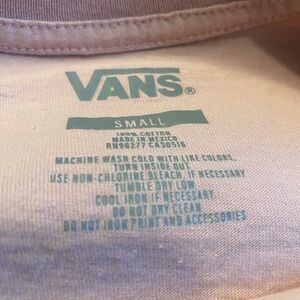 VANS®
SMALL
100% COTTON
MADE IN MEXICO
RN96277 CA30516
MACHINE WASH COLD WITH LIKE COLORS,
TURN INSIDE OUT
USE NON-CHLORINE BLEACH, IF NECESSARY
TUMBLE DRY LOW
COOL IRON IF NECESSARY
DO NOT DRY CLEAN
DO NOT IRON PRINT AND ACCESSORIES